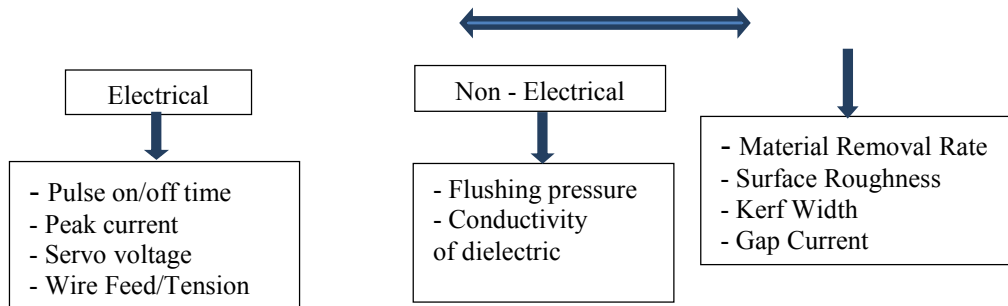 Electrical
- Pulse on/off time
- Peak current
- Servo voltage
- Wire Feed/Tension
Non - Electrical
- Flushing pressure
- Conductivity
of dielectric
- Material Removal Rate
- Surface Roughness
- Kerf Width
- Gap Current